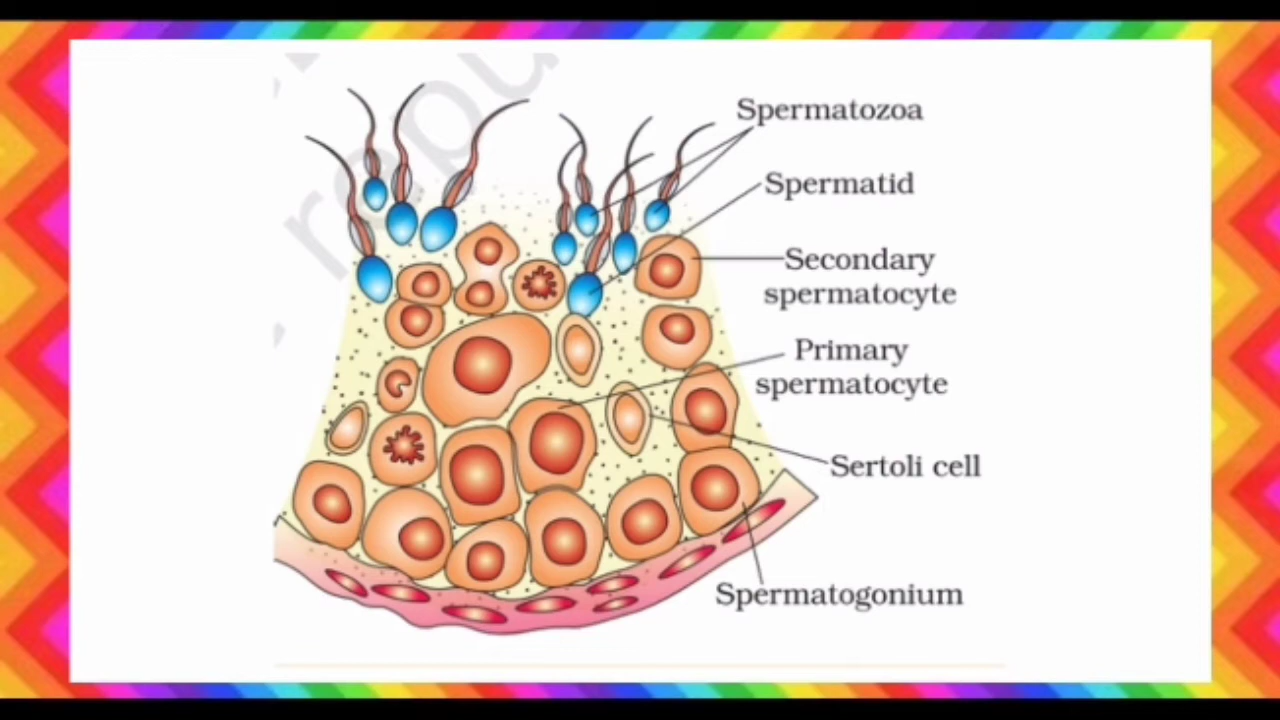 Spermatozoa
Spermatid
Secondary
spermatocyte
Primary
spermatocyte
Sertoli cell
Spermatogonium